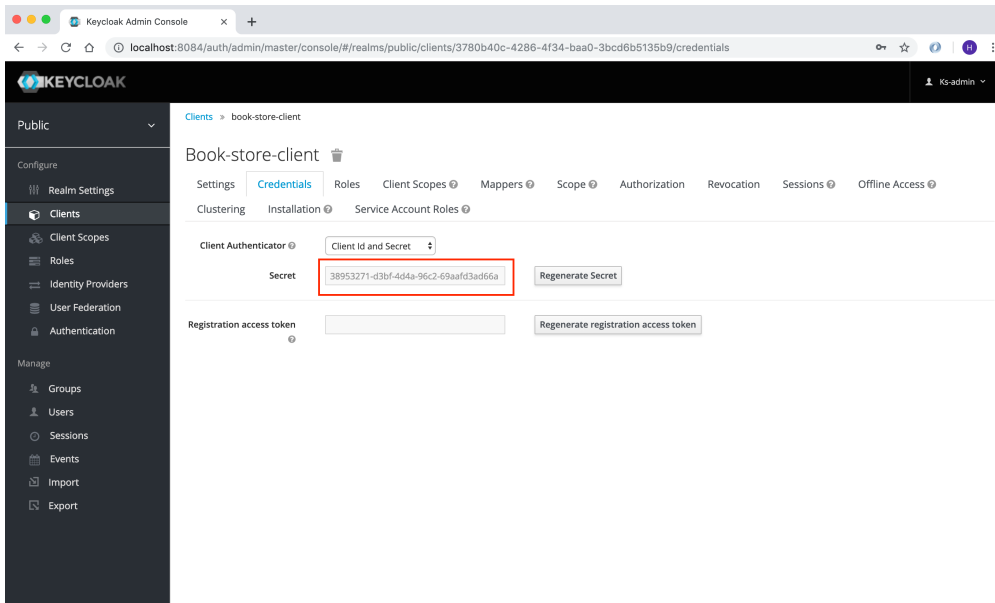 Keycloak Admin Console
localhost:8084/auth/admin/master/console/#/realms/public/clients/3780b40c-4286-4f34-baa0-3bcd6b5135b9/credentials
H
KEYCLOAK
Ks-admin
Public
Configure
Realm Settings
Clients
Client Scopes
Roles
Identity Providers
User Federation
Authentication
Manage
Groups
Users
Sessions
Events
Import
Export
Clients » book-store-client
Book-store-client
Settings Credentials Roles Client Scopes Mappers Scope Authorization Revocation Sessions Offline Access
Clustering Installation Service Account Roles
Client Authenticator Client Id and Secret
Secret 38953271-d3bf-4d4a-96c2-69aafd3ad66a Regenerate Secret
Registration access token Regenerate registration access token